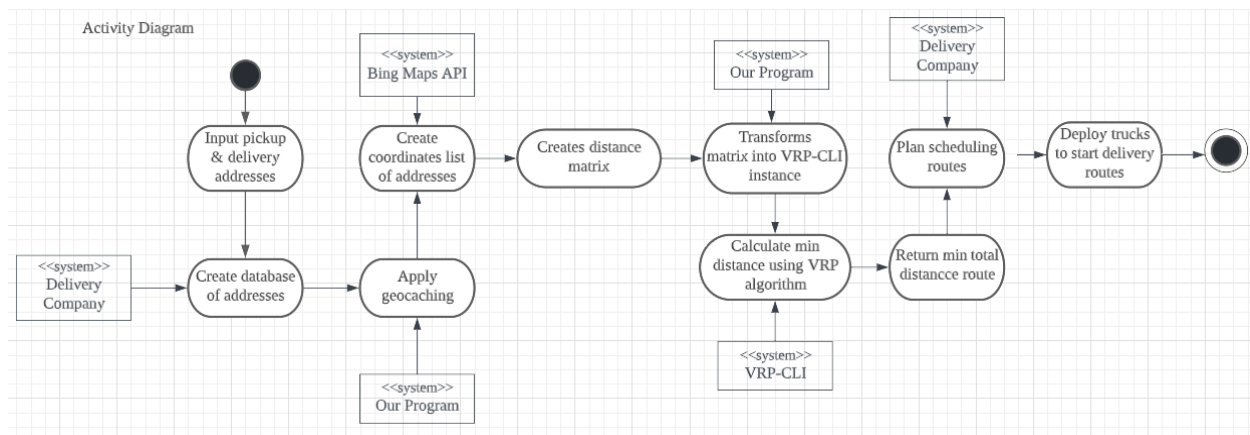 Activity Diagram
<<system>>
Bing Maps API
<<system>>
Our Program
<<system>>
Delivery
Company
Input pickup
& delivery
addresses
Create
coordinates list
of addresses
Creates distance
matrix
Transforms
matrix into VRP-CLI
instance
Plan scheduling
routes
Deploy trucks
to start delivery
routes
<<system>>
Delivery
Company
Create database
of addresses
Apply
geocaching
Calculate min
distance using VRP
algorithm
Return min total
distancce route
<<system>>
Our Program
<<system>>
VRP-CLI